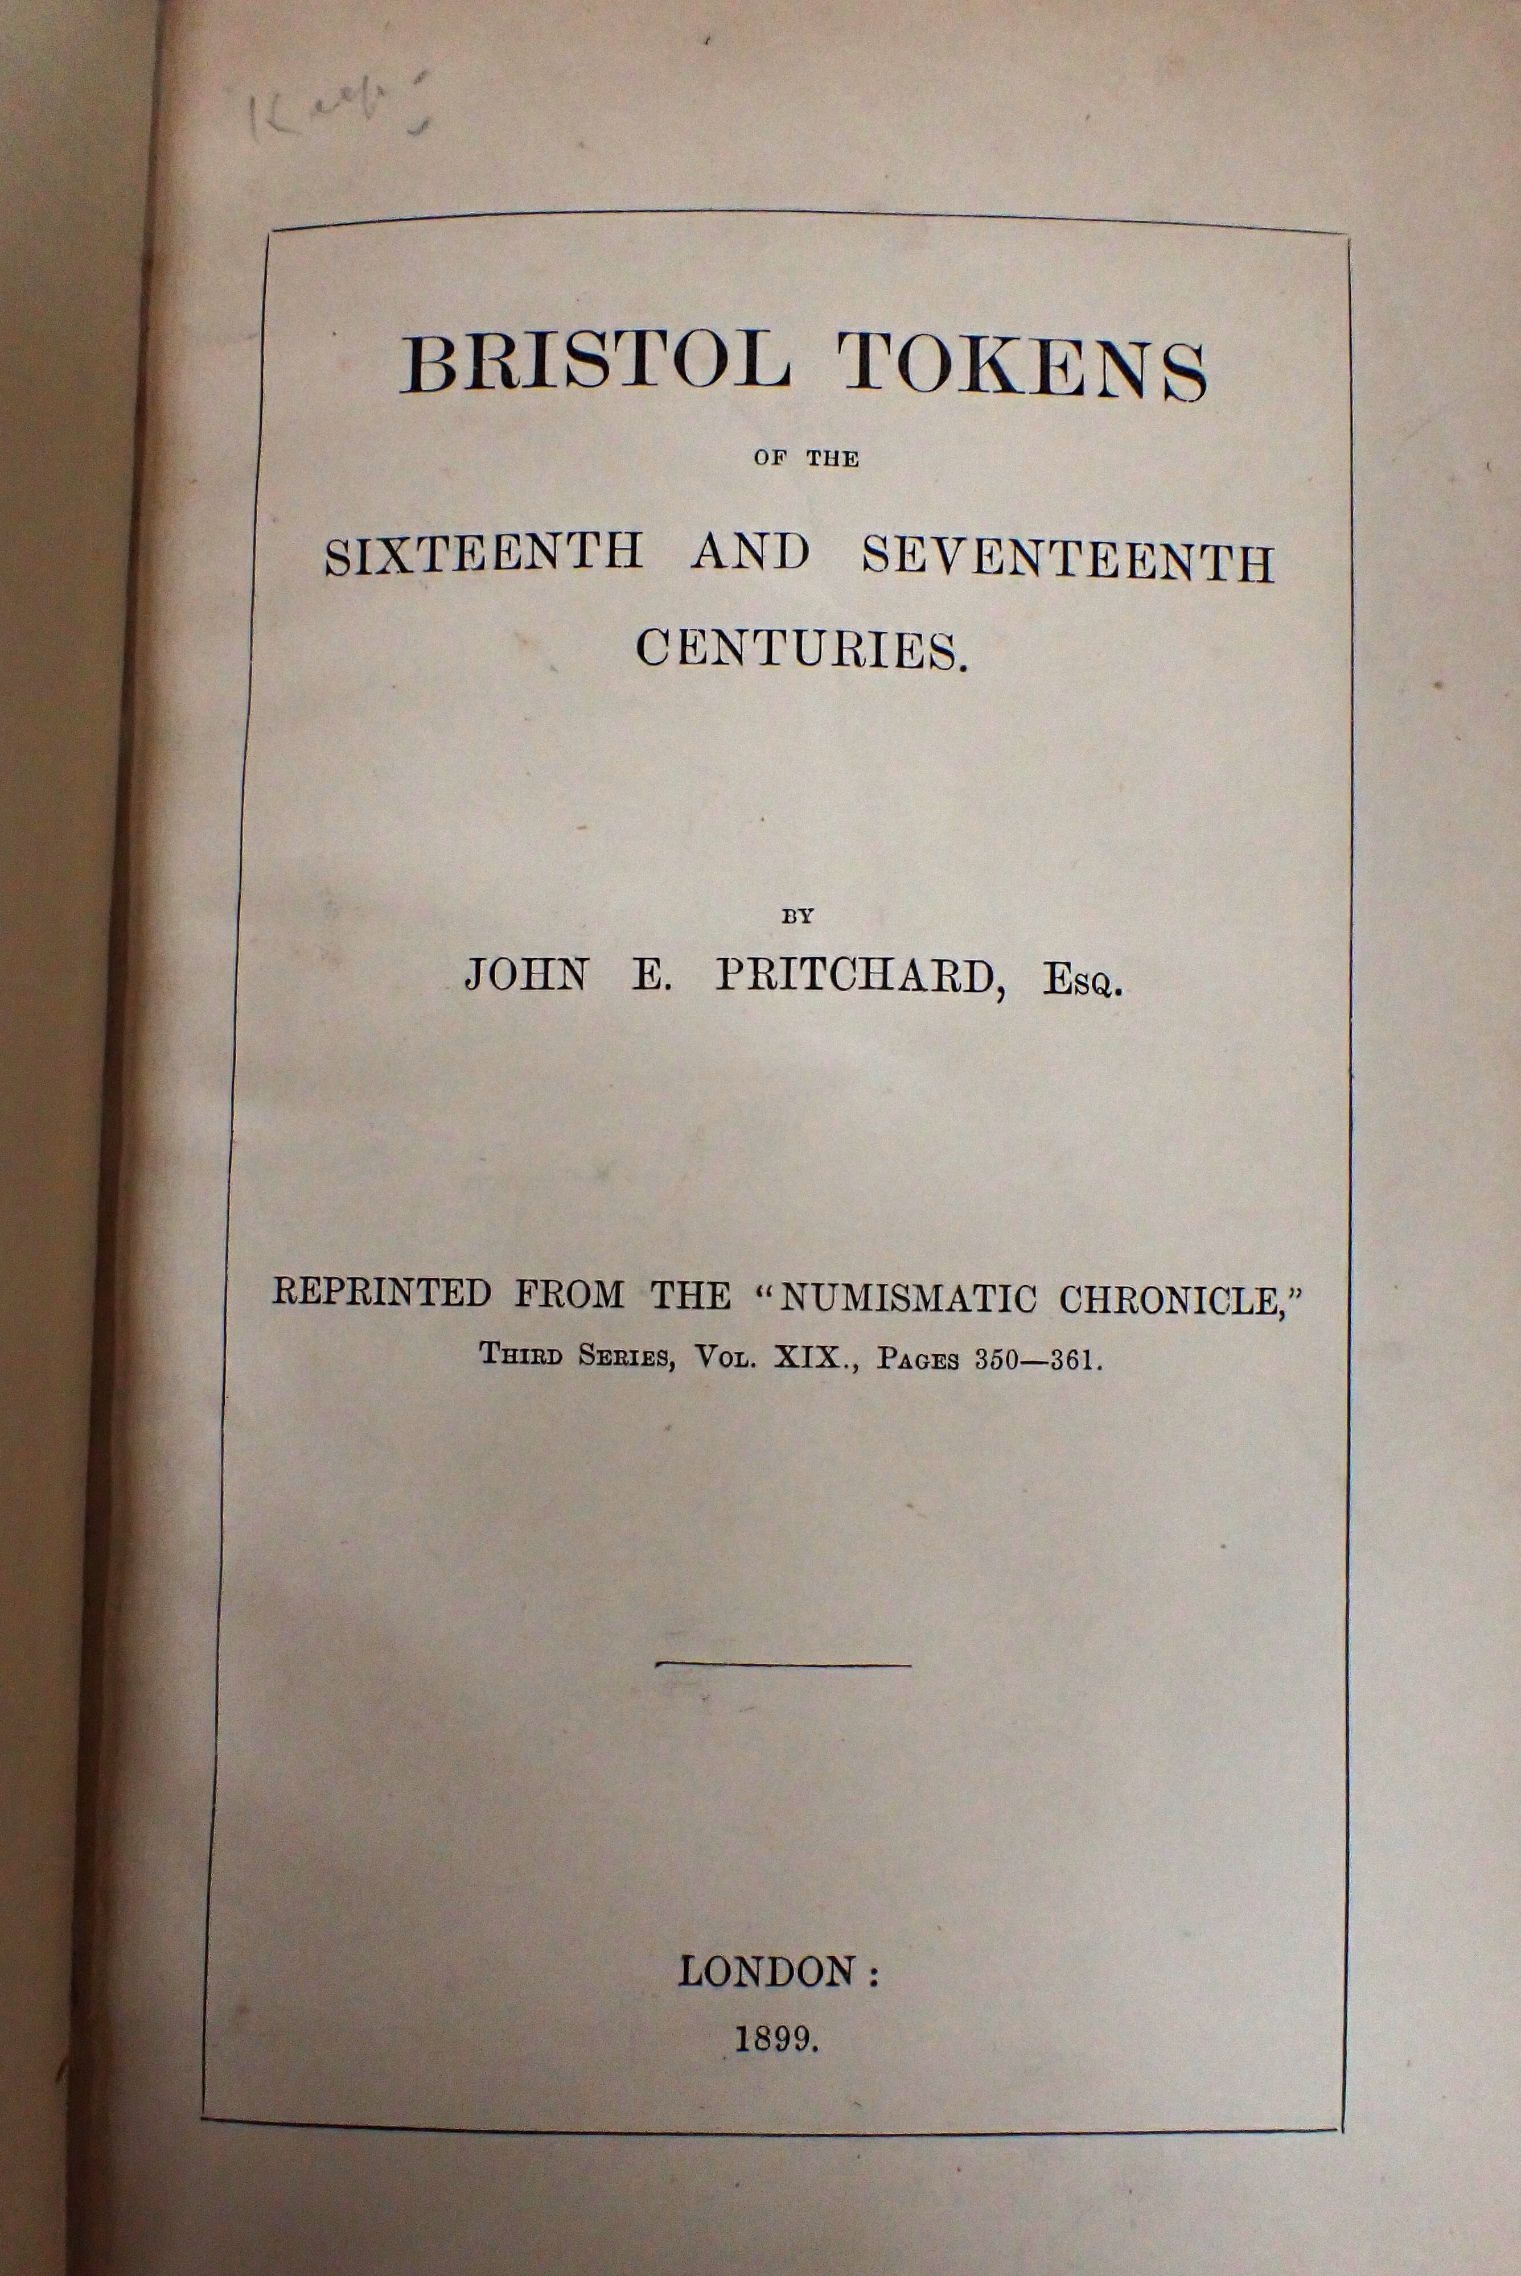 Keep
BRISTOL TOKENS
OF THE
SIXTEENTH AND SEVENTEENTH
CENTURIES.
BY
JOHN E. PRITCHARD, Esq.
REPRINTED FROM THE “NUMISMATIC CHRONICLE,”
Third Series, Vol. XIX., Pages 350—361.
LONDON:
1899.